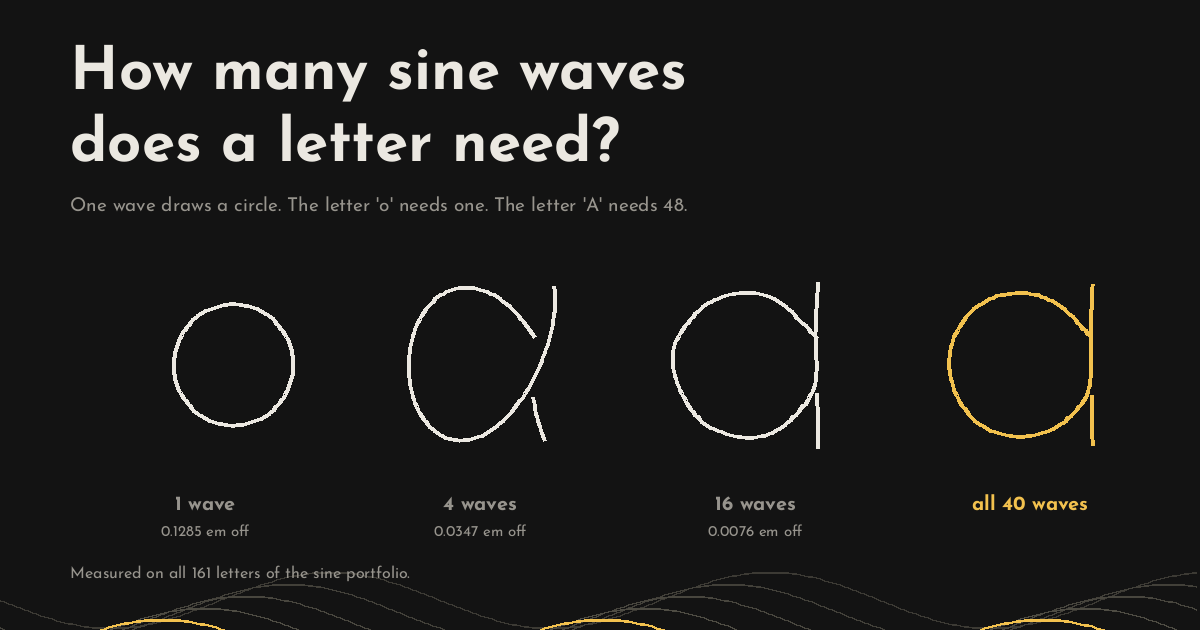 How many sine waves
does a letter need?
One wave draws a circle. The letter 'o' needs one. The letter 'A' needs 48.
1 wave
0.1285 em off
4 waves
0.0347 em off
16 waves
0.0076 em off
all 40 waves
Measured on all 161 letters of the sine portfolio.